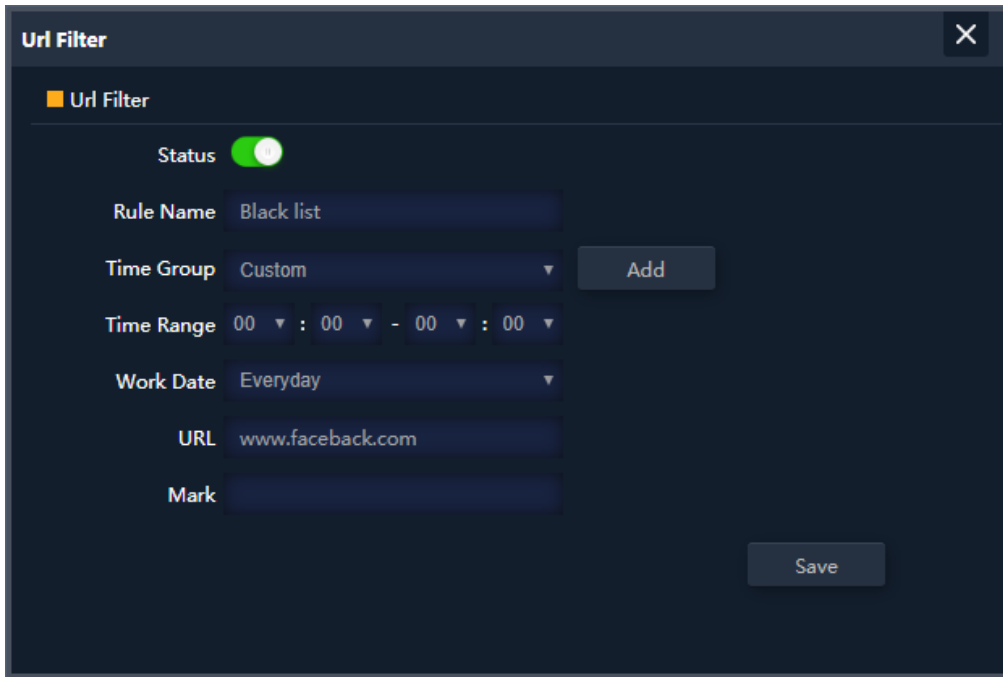 Url Filter
Url Filter
Status
Rule Name Black list
Time Group Custom Add
Time Range 00 : 00 - 00 : 00
Work Date Everyday
URL www.faceback.com
Mark
Save